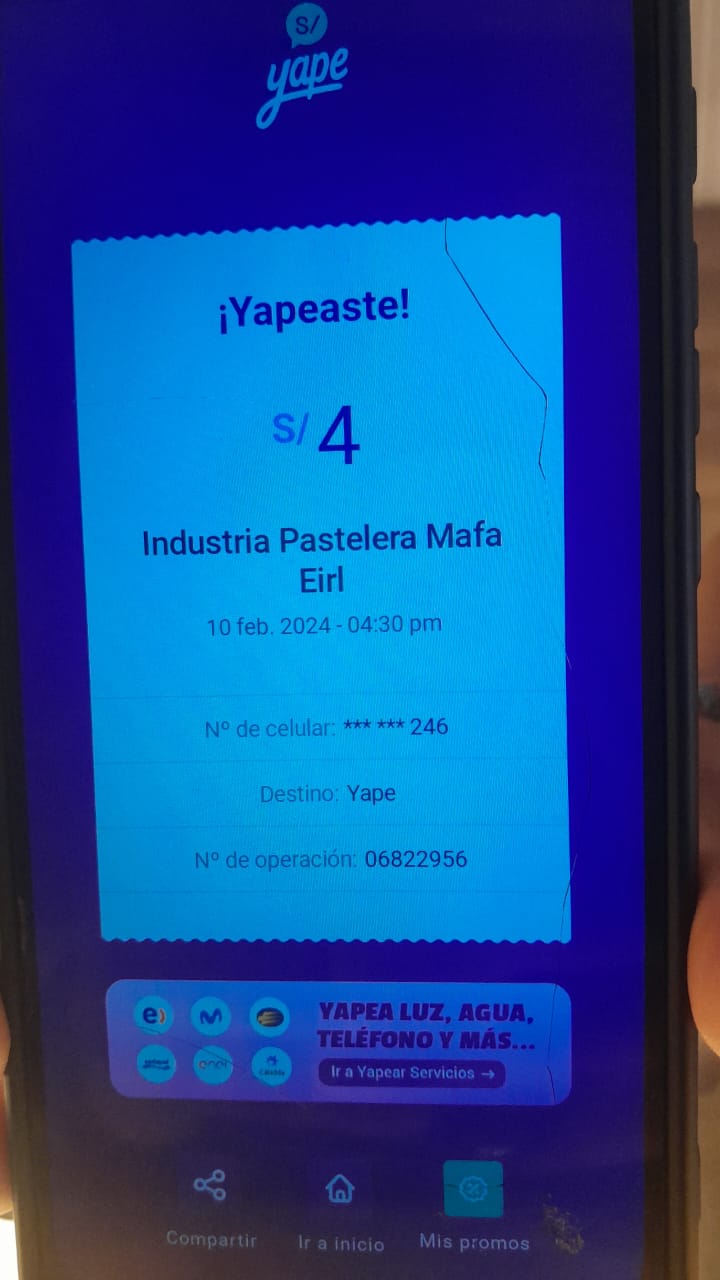 S/
yape
¡Yapeaste!
S/ 4
Industria Pastelera Mafa
Eirl
10 feb. 2024 - 04:30 pm
Nº de celular: *** *** 246
Destino: Yape
Nº de operación: 06822956
e)
YAPEA LUZ, AGUA,
TELÉFONO Y MÁS...
enel
Ir a Yapear Servicios →
Compartir
Ir a inicio
Mis promos